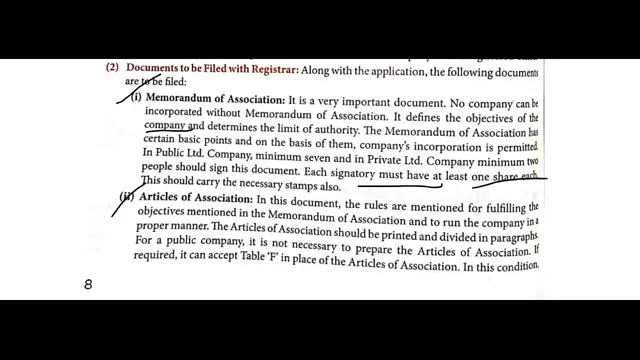 (2) Documents to be Filed with Registrar: Along with the application, the following documents
are to be filed:
(i) Memorandum of Association: It is a very important document. No company can be
incorporated without Memorandum of Association. It defines the objectives of the
company and determines the limit of authority. The Memorandum of Association has
certain basic points and on the basis of them, company's incorporation is permitted.
In Public Ltd. Company, minimum seven and in Private Ltd. Company minimum two
people should sign this document. Each signatory must have at least one share each.
This should carry the necessary stamps also.
(ii) Articles of Association: In this document, the rules are mentioned for fulfilling the
objectives mentioned in the Memorandum of Association and to run the company in a
proper manner. The Articles of Association should be printed and divided in paragraphs.
For a public company, it is not necessary to prepare the Articles of Association. If
required, it can accept Table 'F' in place of the Articles of Association. In this condition,
8